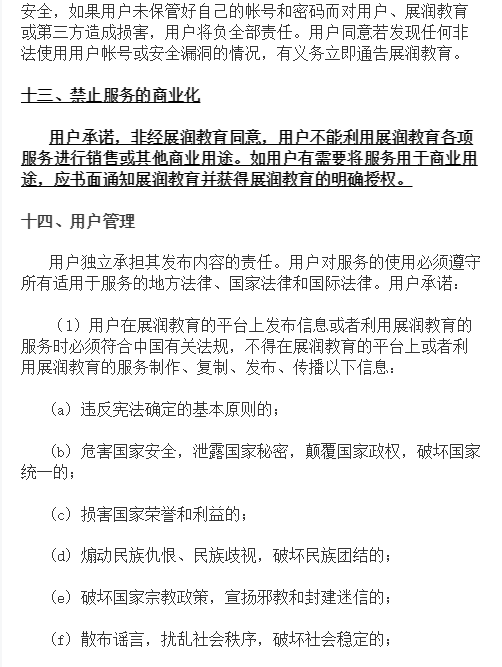 安全，如果用户未保管好自己的帐号和密码而对用户、展润教育
或第三方造成损害，用户将负全部责任。用户同意若发现任何非
法使用用户帐号或安全漏洞的情况，有义务立即通告展润教育。
十三、禁止服务的商业化
用户承诺，非经展润教育同意，用户不能利用展润教育各项
服务进行销售或其他商业用途。如用户有需要将服务用于商业用
途，应书面通知展润教育并获得展润教育的明确授权。
十四、用户管理
用户独立承担其发布内容的责任。用户对服务的使用必须遵守
所有适用于服务的地方法律、国家法律和国际法律。用户承诺：
（1）用户在展润教育的平台上发布信息或者利用展润教育的
服务时必须符合中国有关法规，不得在展润教育的平台上或者利
用展润教育的服务制作、复制、发布、传播以下信息：
（a）违反宪法确定的基本原则的；
（b）危害国家安全，泄露国家秘密，颠覆国家政权，破坏国家
统一的；
（c）损害国家荣誉和利益的；
（d）煽动民族仇恨、民族歧视，破坏民族团结的；
（e）破坏国家宗教政策，宣扬邪教和封建迷信的；
（f）散布谣言，扰乱社会秩序，破坏社会稳定的；